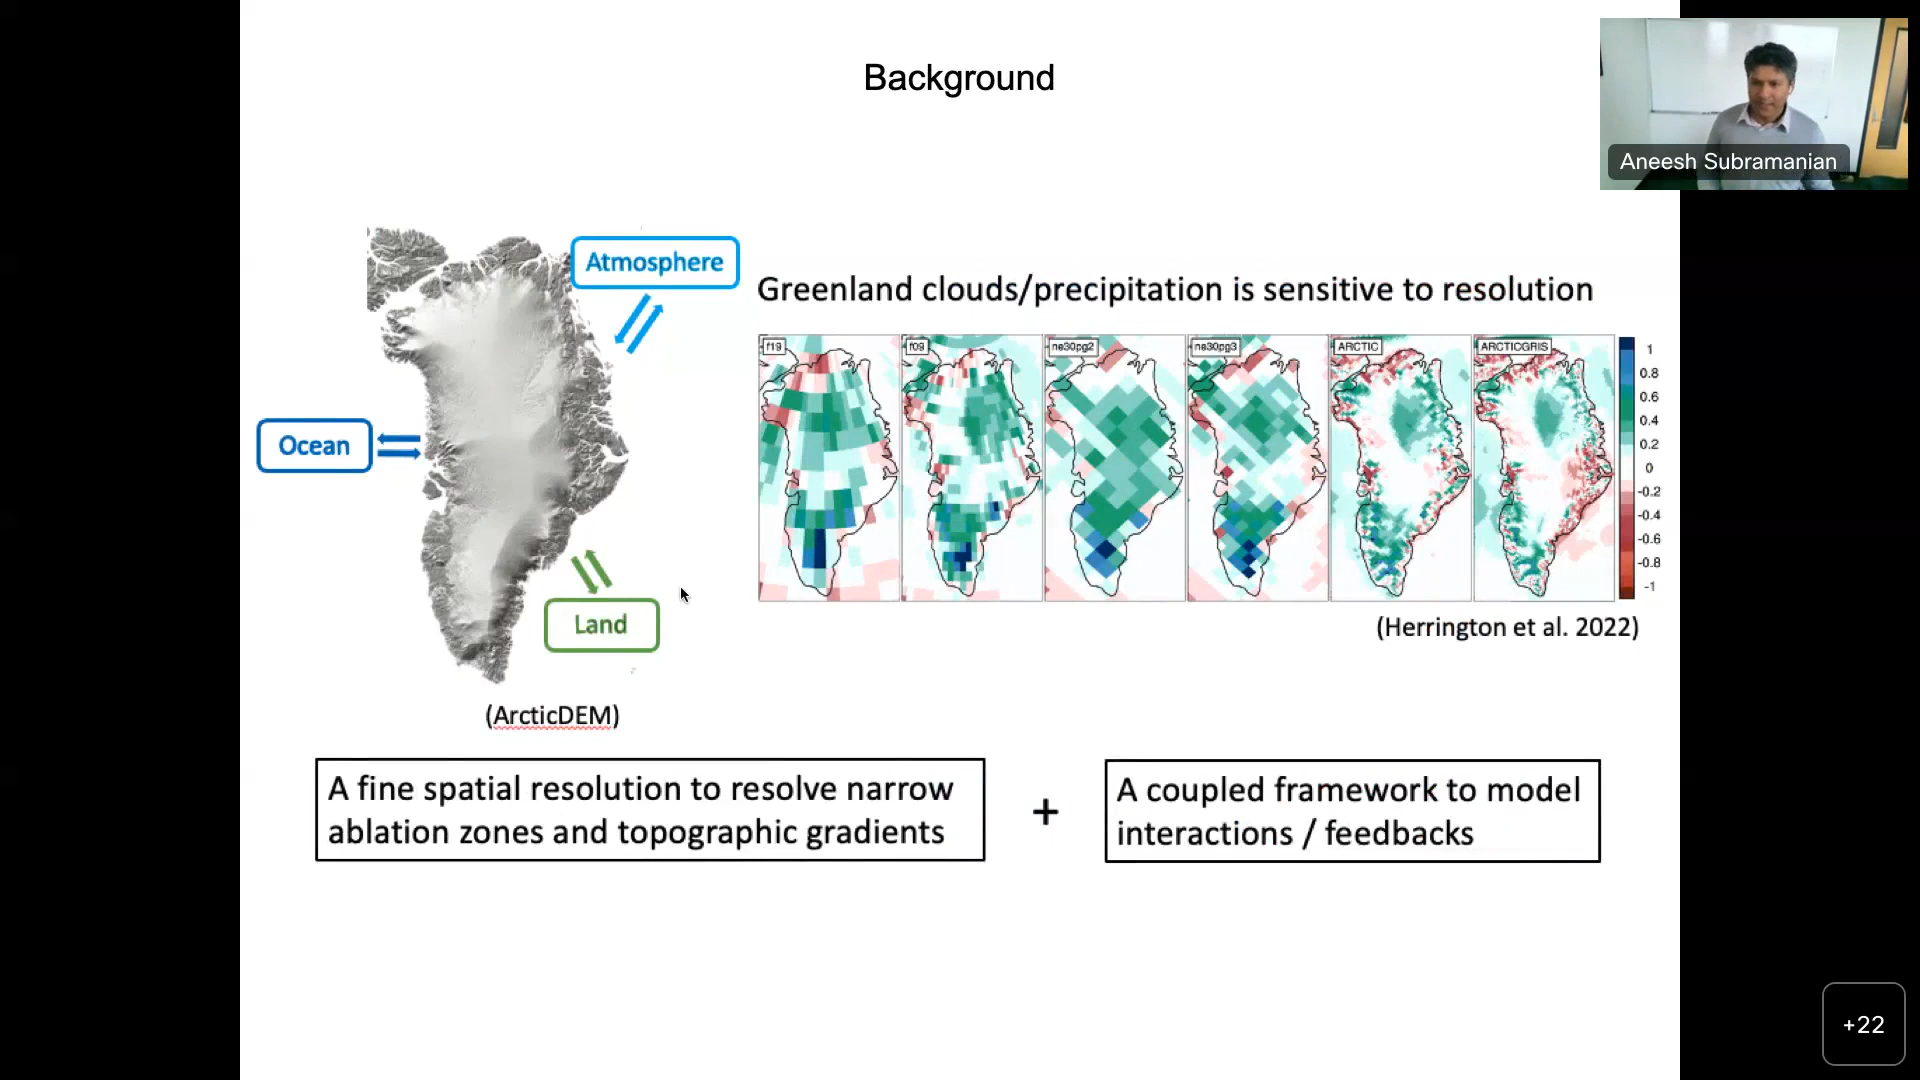 Background
Aneesh Subramanian
Atmosphere
Ocean
Land
(ArcticDEM)
Greenland clouds/precipitation is sensitive to resolution
f19
f09
ne30pg2
ne30pg3
ARCTIC
ARCTICGRIS
1
0.8
0.6
0.4
0.2
0
-0.2
-0.4
-0.6
-0.8
-1
(Herrington et al. 2022)
A fine spatial resolution to resolve narrow
ablation zones and topographic gradients
+
A coupled framework to model
interactions / feedbacks
+22